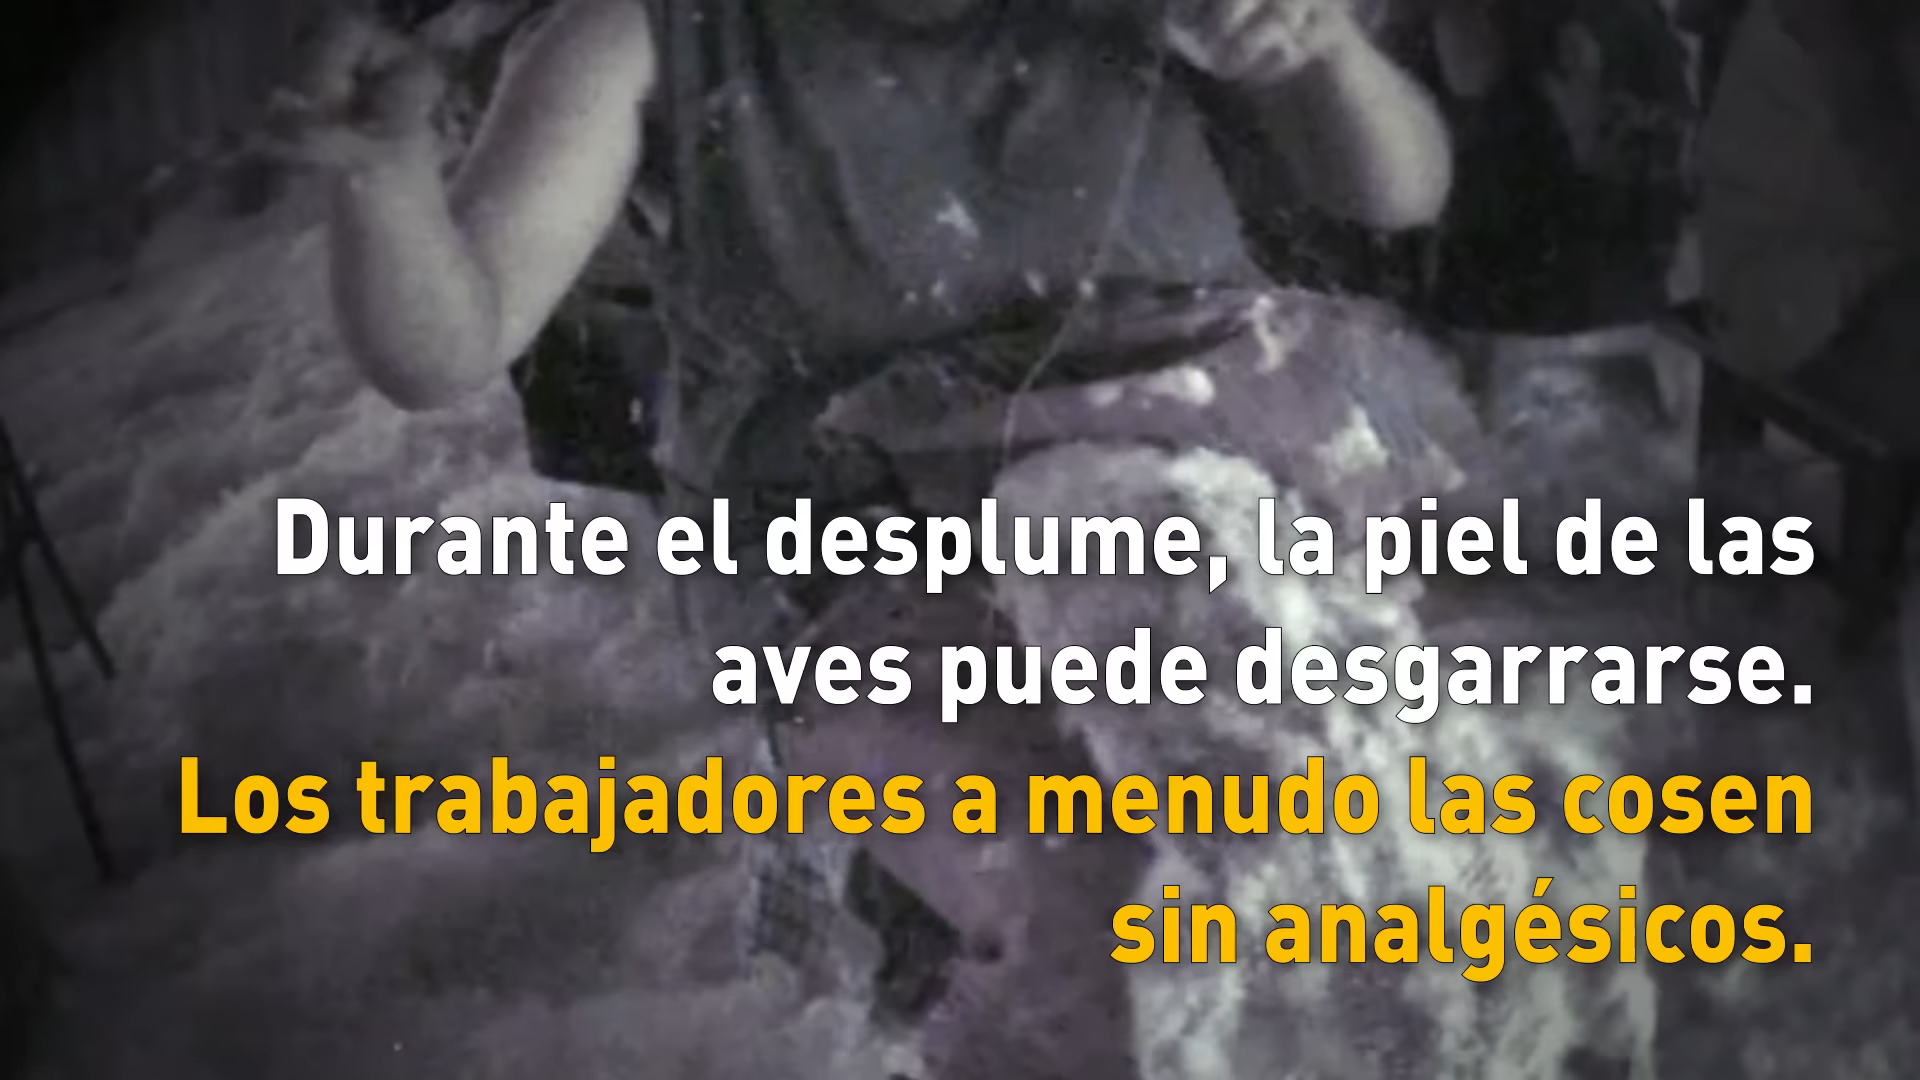 Durante el desplume, la piel de las
aves puede desgarrarse.
Los trabajadores a menudo las cosen
sin analgésicos.